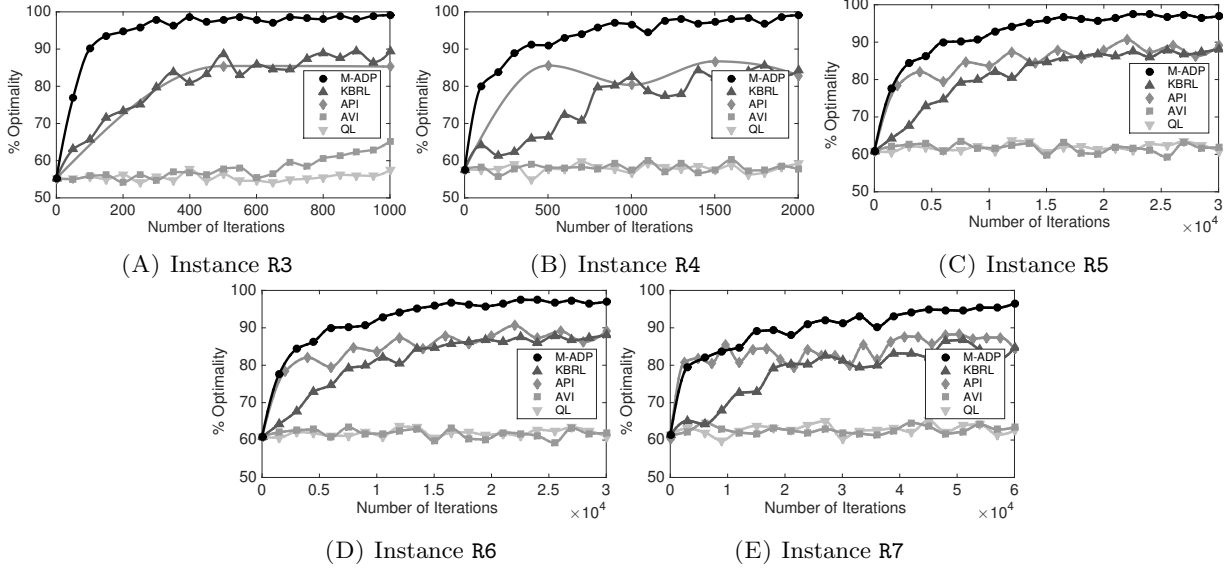 100
90
80
70
60
50
% Optimality
M-ADP
KBRL
API
AVI
QL
0 200 400 600 800 1000
Number of Iterations
(A) Instance R3
100
90
80
70
60
50
% Optimality
M-ADP
KBRL
API
AVI
QL
0 500 1000 1500 2000
Number of Iterations
(B) Instance R4
100
90
80
70
60
50
% Optimality
M-ADP
KBRL
API
AVI
QL
0 0.5 1 1.5 2 2.5 3
Number of Iterations
× 10⁴
(C) Instance R5
100
90
80
70
60
50
% Optimality
M-ADP
KBRL
API
AVI
QL
0 0.5 1 1.5 2 2.5 3
Number of Iterations
× 10⁴
(D) Instance R6
100
90
80
70
60
50
% Optimality
M-ADP
KBRL
API
AVI
QL
0 1 2 3 4 5 6
Number of Iterations
× 10⁴
(E) Instance R7